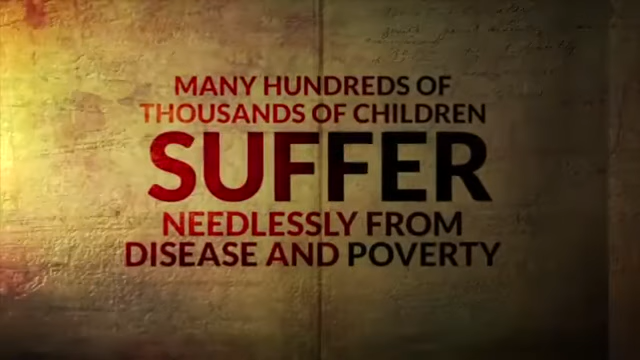 MANY HUNDREDS OF
THOUSANDS OF CHILDREN
SUFFER
NEEDLESSLY FROM
DISEASE AND POVERTY